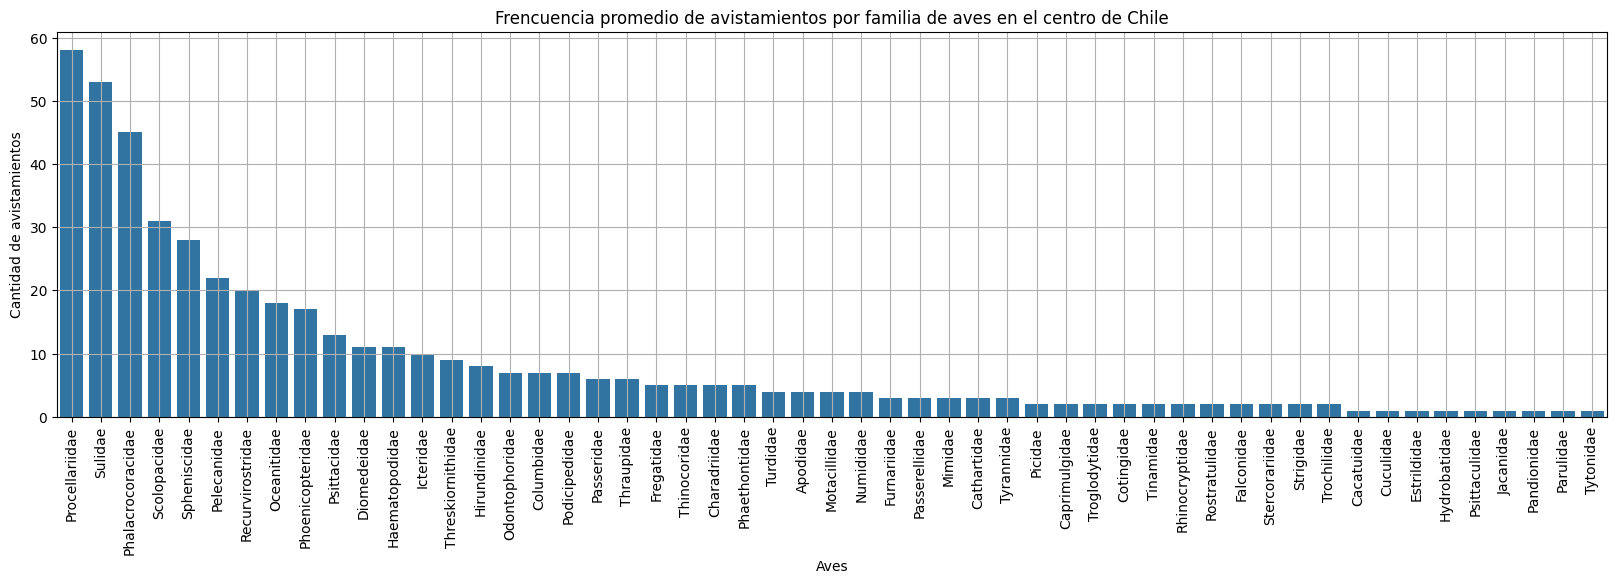 Frencuencia promedio de avistamientos por familia de aves en el centro de Chile
Cantidad de avistamientos
60
50
40
30
20
10
0
Procellariidae
Sulidae
Phalacrocoracidae
Scolopacidae
Spheniscidae
Pelecanidae
Recurvirostridae
Oceanitidae
Phoenicopteridae
Psittacidae
Diomedeidae
Haematopodidae
Icteridae
Threskiornithidae
Hirundinidae
Odontophoridae
Columbidae
Podicipedidae
Passeridae
Thraupidae
Fregatidae
Thinocoridae
Charadriidae
Phaethontidae
Turdidae
Apodidae
Motacillidae
Numididae
Furnariidae
Passerellidae
Mimidae
Cathartidae
Tyrannidae
Picidae
Caprimulgidae
Troglodytidae
Cotingidae
Tinamidae
Rhinocryptidae
Rostratulidae
Falconidae
Stercorariidae
Strigidae
Trochilidae
Cacatuidae
Cuculidae
Estrildidae
Hydrobatidae
Psittaculidae
Jacanidae
Pandionidae
Parulidae
Tytonidae
Aves